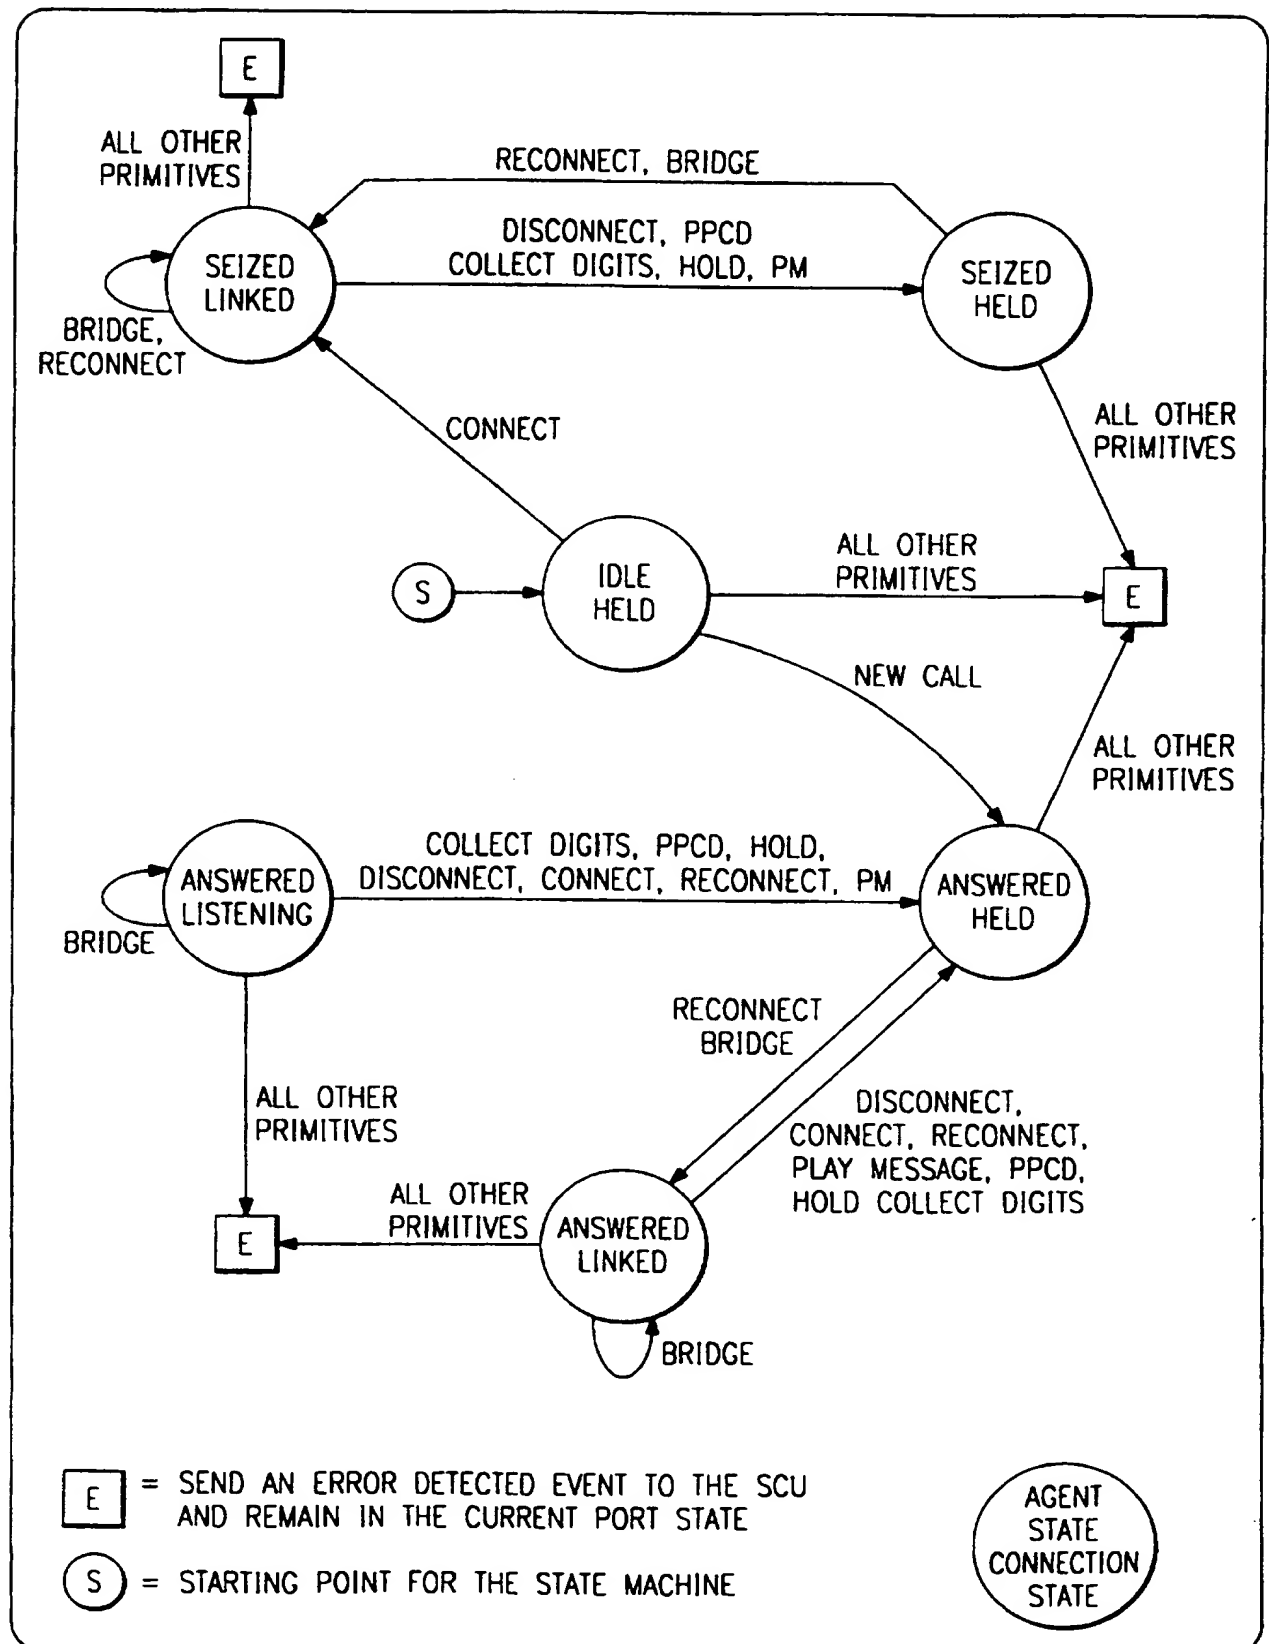 E
ALL OTHER
PRIMITIVES
RECONNECT, BRIDGE
DISCONNECT, PPCD
COLLECT DIGITS, HOLD, PM
SEIZED
LINKED
SEIZED
HELD
BRIDGE,
RECONNECT
CONNECT
ALL OTHER
PRIMITIVES
S
IDLE
HELD
ALL OTHER
PRIMITIVES
E
NEW CALL
ALL OTHER
PRIMITIVES
ANSWERED
LISTENING
BRIDGE
COLLECT DIGITS, PPCD, HOLD,
DISCONNECT, CONNECT, RECONNECT, PM
ANSWERED
HELD
RECONNECT
BRIDGE
ALL OTHER
PRIMITIVES
DISCONNECT,
CONNECT, RECONNECT,
PLAY MESSAGE, PPCD,
HOLD COLLECT DIGITS
ALL OTHER
PRIMITIVES
E
ANSWERED
LINKED
BRIDGE
E = SEND AN ERROR DETECTED EVENT TO THE SCU
AND REMAIN IN THE CURRENT PORT STATE
S = STARTING POINT FOR THE STATE MACHINE
AGENT
STATE
CONNECTION
STATE